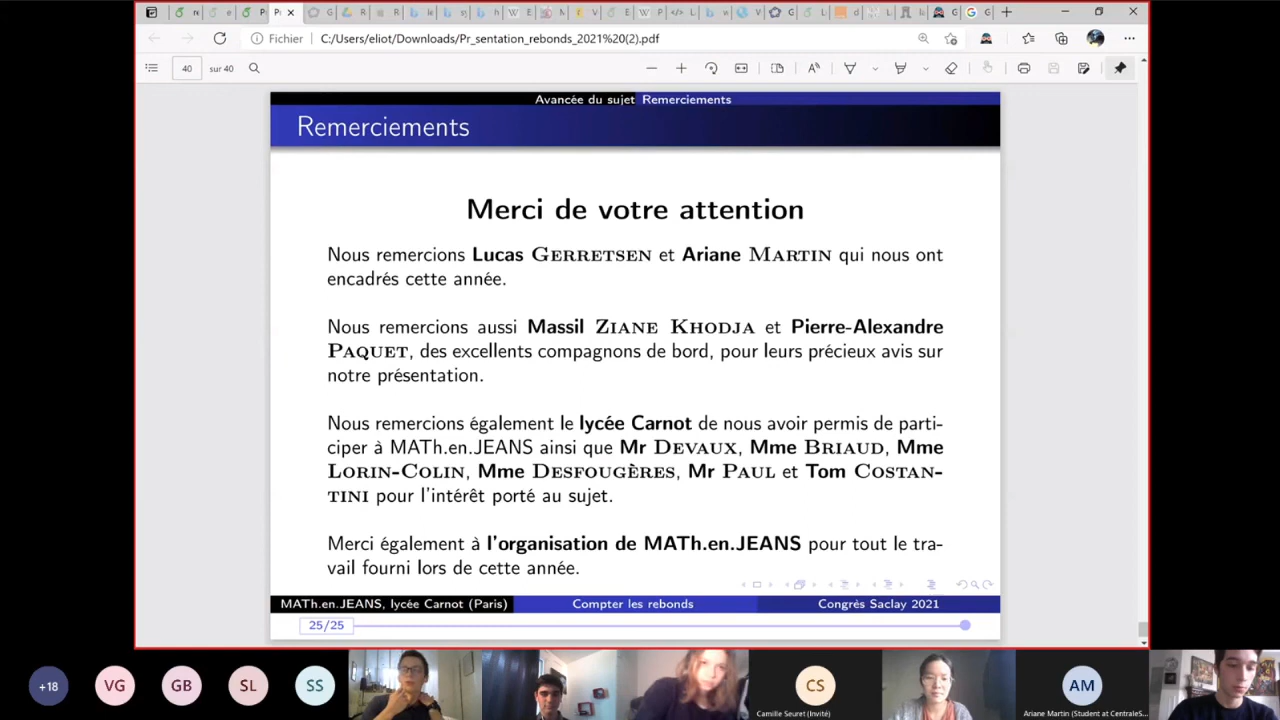 Fichier
C:/Users/eliot/Downloads/Pr_sentation_rebonds_2021%20(2).pdf
40 sur 40
Avancée du sujet Remerciements
Remerciements
Merci de votre attention
Nous remercions Lucas GERRETSEN et Ariane MARTIN qui nous ont
encadrés cette année.
Nous remercions aussi Massil ZIANE KHODJA et Pierre-Alexandre
PAQUET, des excellents compagnons de bord, pour leurs précieux avis sur
notre présentation.
Nous remercions également le lycée Carnot de nous avoir permis de parti-
ciper à MATh.en.JEANS ainsi que Mr DEVAUX, Mme BRIAUD, Mme
LORIN-COLIN, Mme DESFOUGÈRES, Mr PAUL et Tom COSTAN-
TINI pour l'intérêt porté au sujet.
Merci également à l'organisation de MATh.en.JEANS pour tout le tra-
vail fourni lors de cette année.
MATh.en.JEANS, lycée Carnot (Paris) Compter les rebonds Congrès Saclay 2021
25/25
+18 VG GB SL SS CS AM
Camille Seuret (Invité)
Ariane Martin (Student at CentraleS...